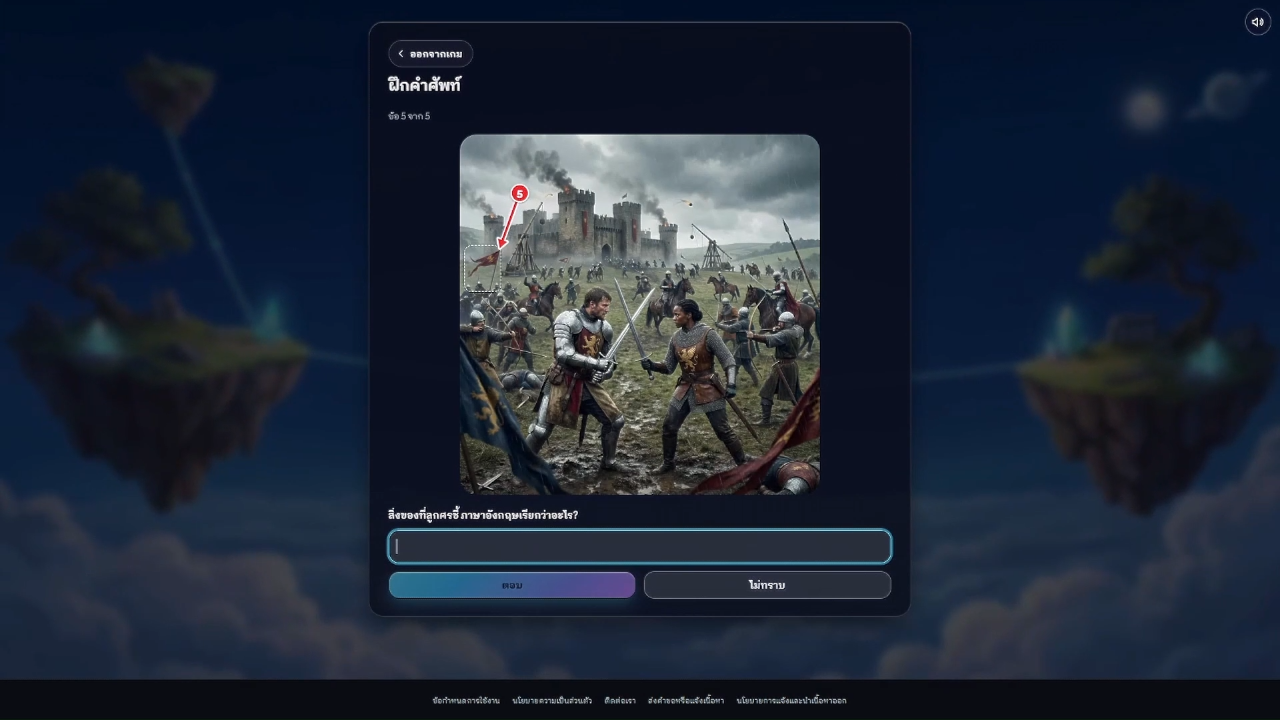 ออกจากเกม
ฝึกคำศัพท์
ข้อ 5 จาก 5
5
สิ่งของที่ลูกศรชี้ ภาษาอังกฤษเรียกว่าอะไร?
ตอบ
ไม่ทราบ
ข้อกำหนดการใช้งาน นโยบายความเป็นส่วนตัว ติดต่อเรา ส่งคำขอหรือแจ้งเนื้อหา นโยบายการแจ้งและนำเนื้อหาออก